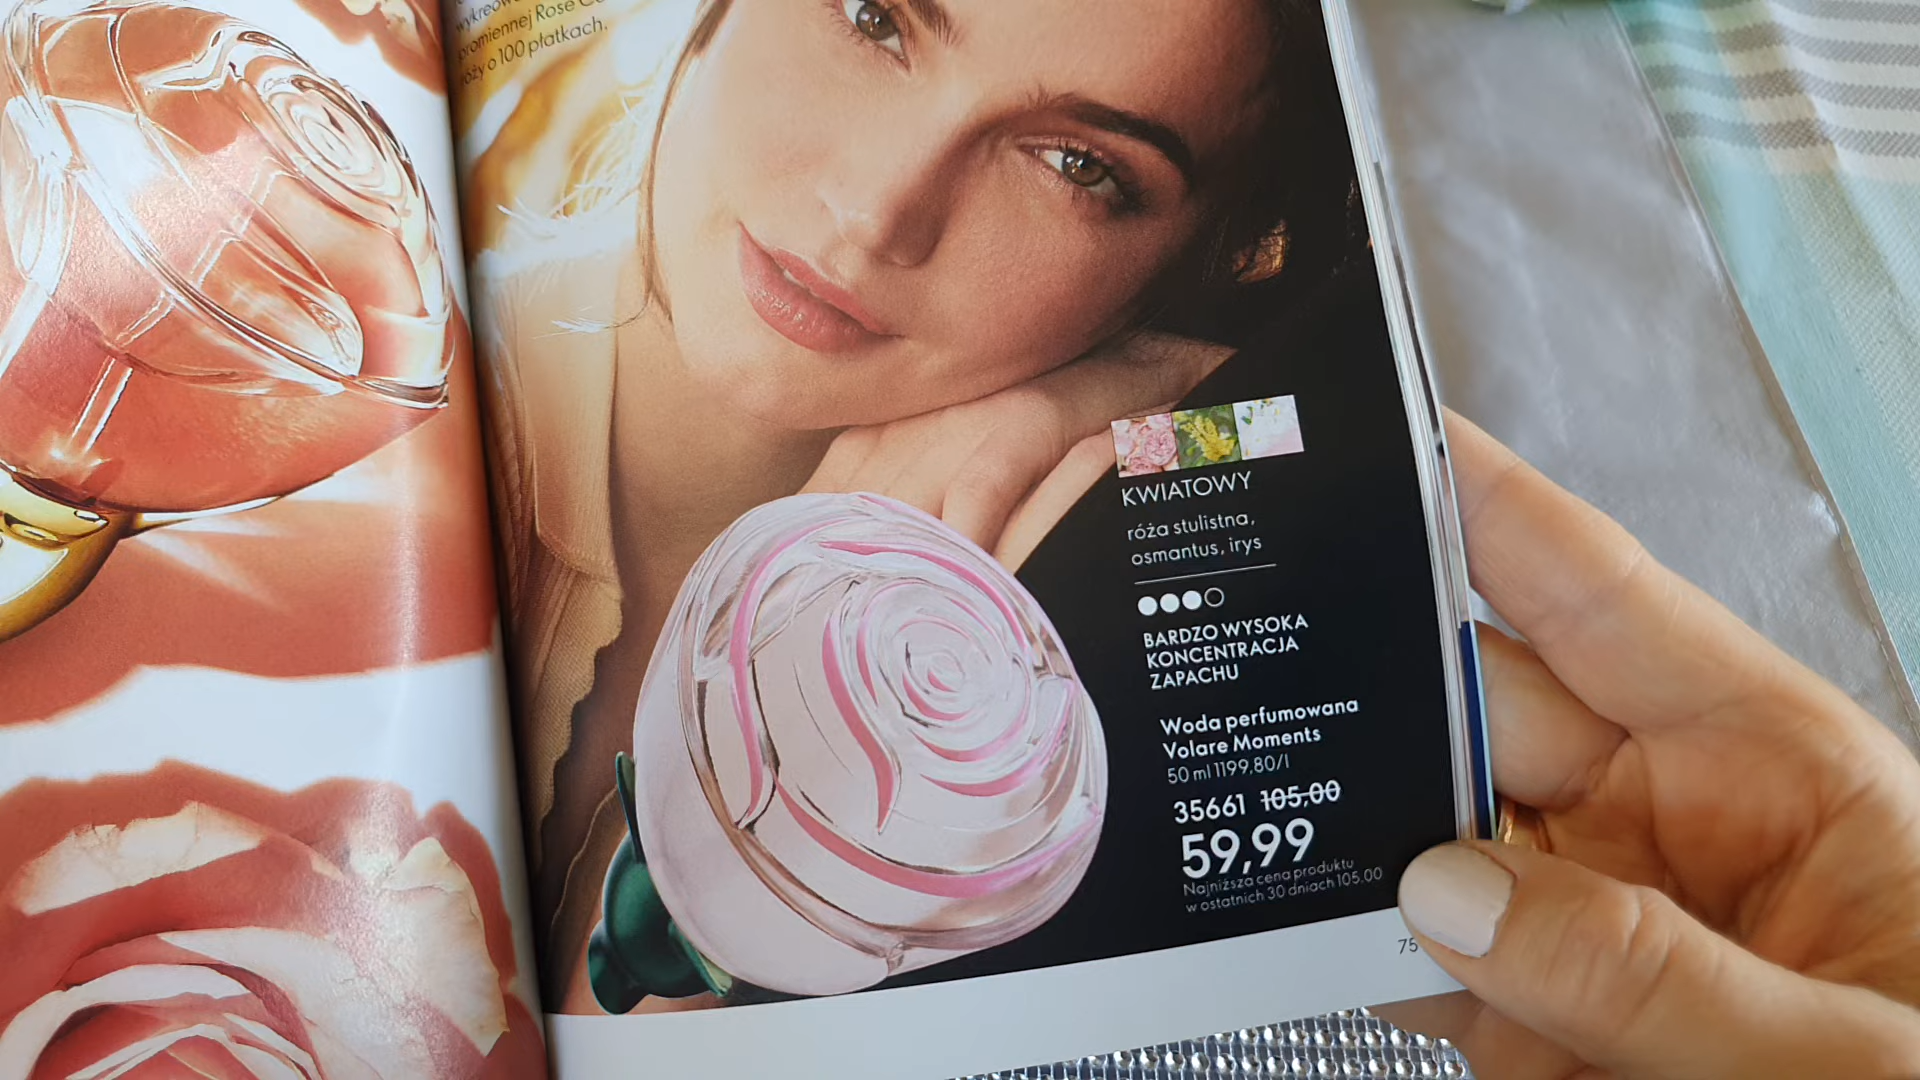 promiennej Rose
róży o 100 płatkach.
KWIATOWY
róża stulistna,
osmantus, irys
BARDZO WYSOKA
KONCENTRACJA
ZAPACHU
Woda perfumowana
Volare Moments
50 ml 1199,80/l
35661 105,00
59,99
Najniższa cena produktu
w ostatnich 30 dniach 105.00
75